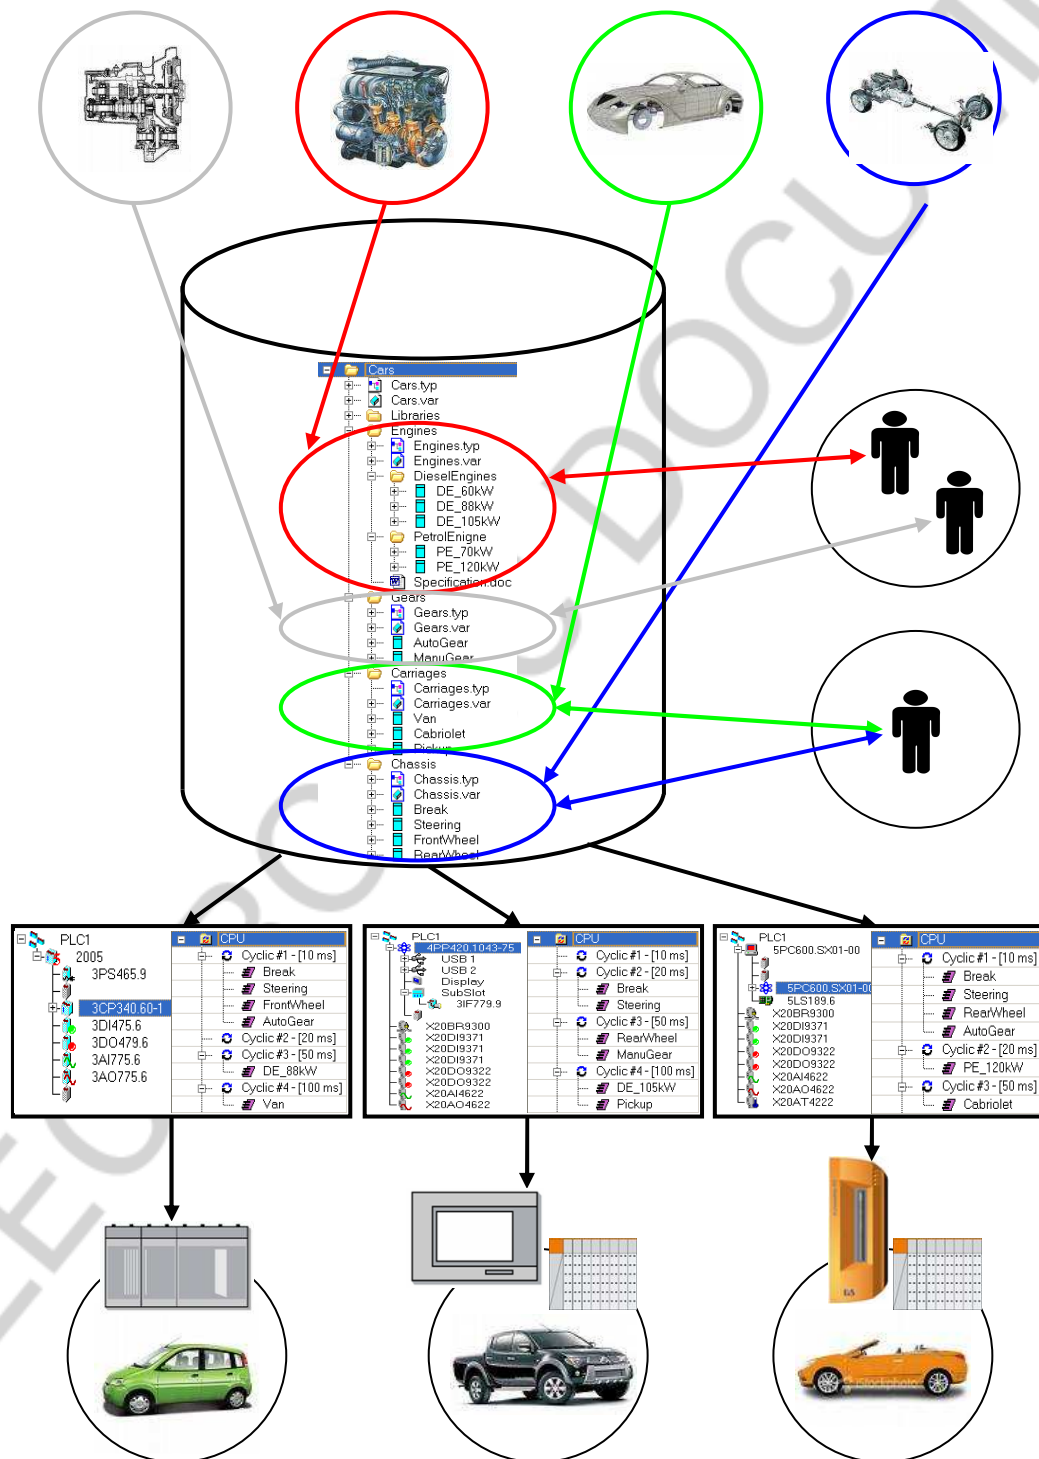 Cars
Cars.typ
Cars.var
Libraries
Engines
Engines.typ
Engines.var
DieselEngines
DE_60kW
DE_88kW
DE_105kW
PetrolEnigne
PE_70kW
PE_120kW
Specification.doc
Gears
Gears.typ
Gears.var
AutoGear
ManuGear
Carriages
Carriages.typ
Carriages.var
Van
Cabriolet
Pickup
Chassis
Chassis.typ
Chassis.var
Break
Steering
FrontWheel
RearWheel
PLC1
2005
3PS465.9
3CP340.60-1
3DI475.6
3DO479.6
3AI775.6
3AO775.6
CPU
Cyclic #1 - [10 ms]
Break
Steering
FrontWheel
AutoGear
Cyclic #2 - [20 ms]
Cyclic #3 - [50 ms]
DE_88kW
Cyclic #4 - [100 ms]
Van
PLC1
4PP420.1043-75
USB 1
USB 2
Display
SubSlot
3IF779.9
X20BR9300
X20DI9371
X20DI9371
X20DI9371
X20DO9322
X20DO9322
X20AI4622
X20AO4622
CPU
Cyclic #1 - [10 ms]
Cyclic #2 - [20 ms]
Break
Steering
Cyclic #3 - [50 ms]
RearWheel
ManuGear
Cyclic #4 - [100 ms]
DE_105kW
Pickup
PLC1
5PC600.SX01-00
5PC600.SX01-00
5LS189.6
X20BR9300
X20DI9371
X20DI9371
X20DO9322
X20DO9322
X20AI4622
X20AO4622
X20AT4222
CPU
Cyclic #1 - [10 ms]
Break
Steering
RearWheel
AutoGear
Cyclic #2 - [20 ms]
PE_120kW
Cyclic #3 - [50 ms]
Cabriolet
iStockphoto